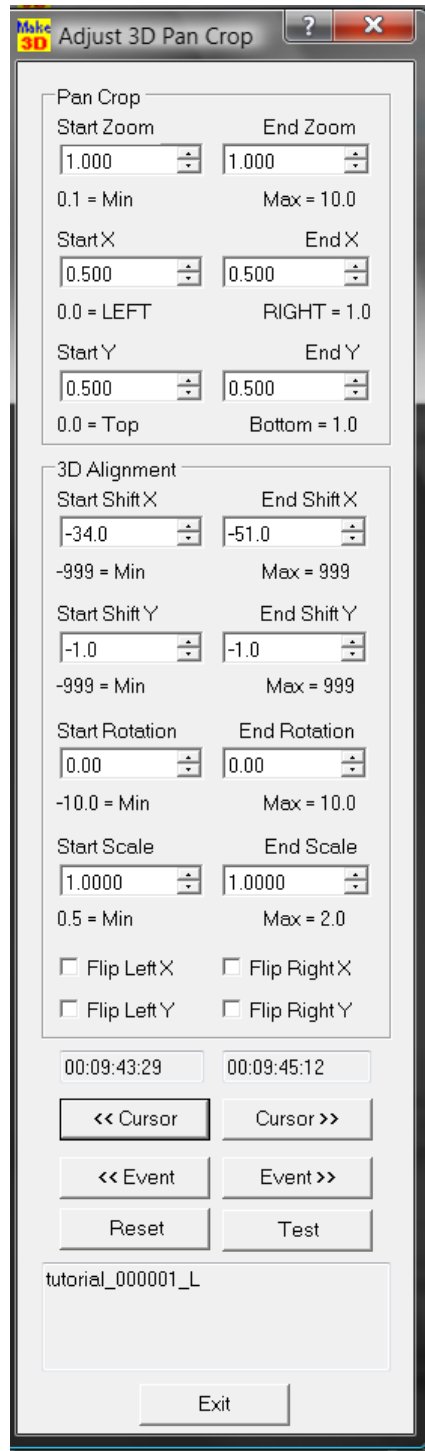 Make 3D Adjust 3D Pan Crop ? X
Pan Crop
Start Zoom End Zoom
1.000 1.000
0.1 = Min Max = 10.0
Start X End X
0.500 0.500
0.0 = LEFT RIGHT = 1.0
Start Y End Y
0.500 0.500
0.0 = Top Bottom = 1.0
3D Alignment
Start Shift X End Shift X
-34.0 -51.0
-999 = Min Max = 999
Start Shift Y End Shift Y
-1.0 -1.0
-999 = Min Max = 999
Start Rotation End Rotation
0.00 0.00
-10.0 = Min Max = 10.0
Start Scale End Scale
1.0000 1.0000
0.5 = Min Max = 2.0
Flip Left X Flip Right X
Flip Left Y Flip Right Y
00:09:43:29 00:09:45:12
<< Cursor Cursor >>
<< Event Event >>
Reset Test
tutorial_000001_L
Exit